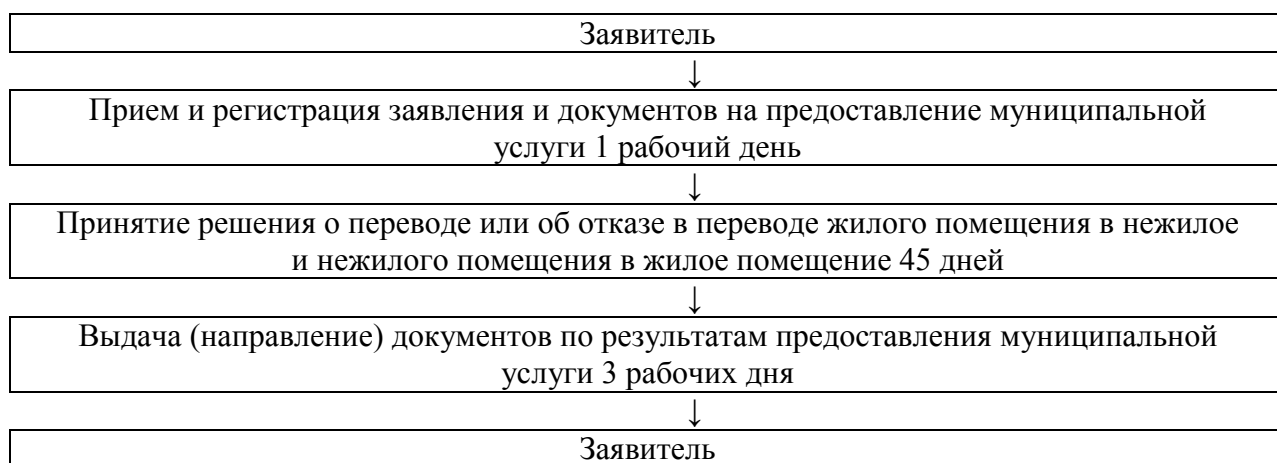 Заявитель
↓
Прием и регистрация заявления и документов на предоставление муниципальной
услуги 1 рабочий день
↓
Принятие решения о переводе или об отказе в переводе жилого помещения в нежилое
и нежилого помещения в жилое помещение 45 дней
↓
Выдача (направление) документов по результатам предоставления муниципальной
услуги 3 рабочих дня
↓
Заявитель